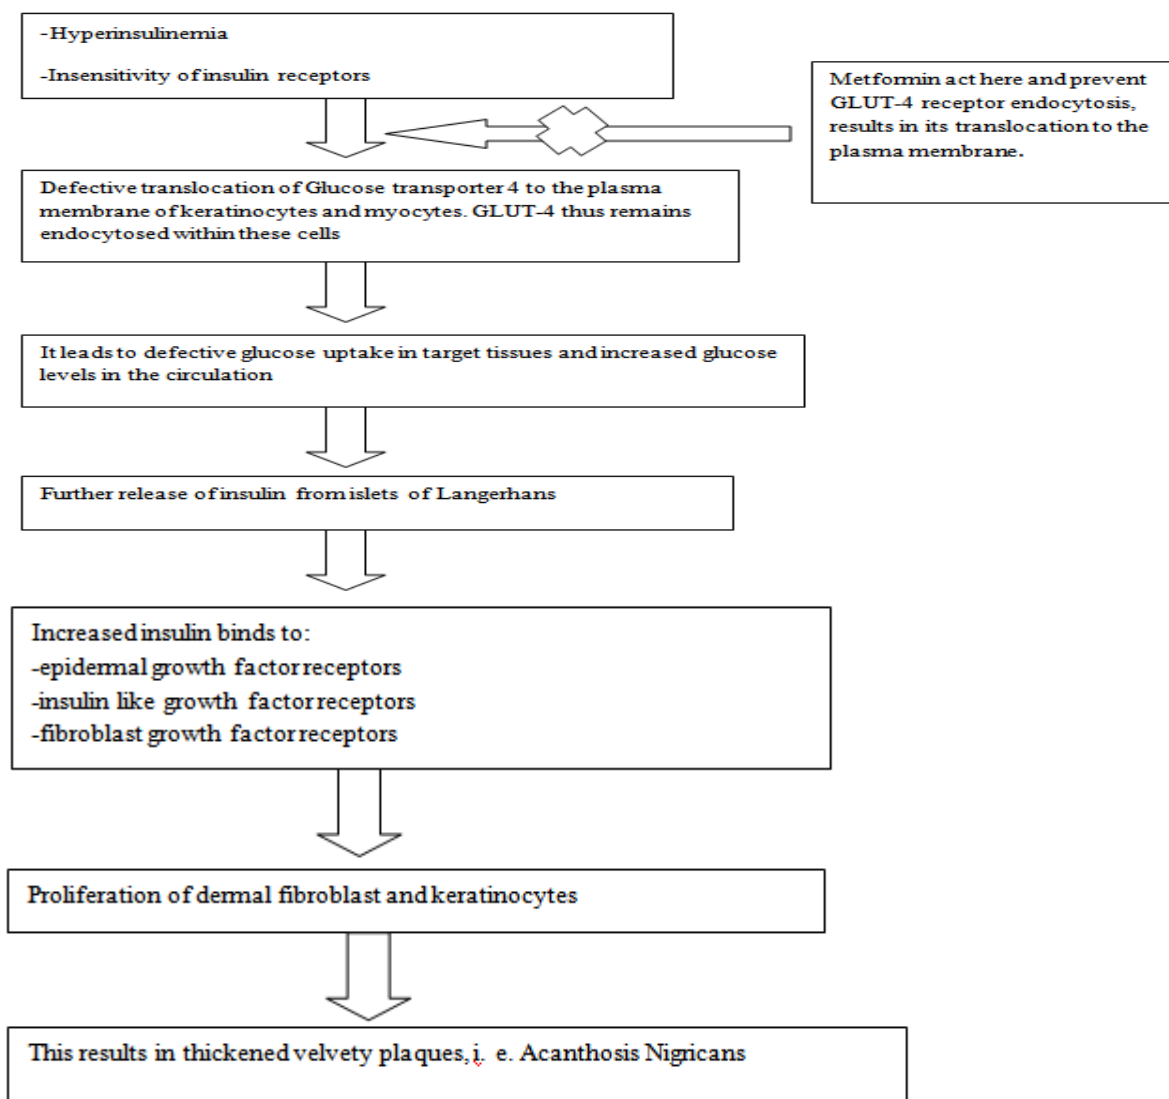 -Hyperinsulinemia
-Insensitivity of insulin receptors
Metformin act here and prevent
GLUT-4 receptor endocytosis,
results in its translocation to the
plasma membrane.
Defective translocation of Glucose transporter 4 to the plasma
membrane of keratinocytes and myocytes. GLUT-4 thus remains
endocytosed within these cells
It leads to defective glucose uptake in target tissues and increased glucose
levels in the circulation
Further release of insulin from islets of Langerhans
Increased insulin binds to:
-epidermal growth factor receptors
-insulin like growth factor receptors
-fibroblast growth factor receptors
Proliferation of dermal fibroblast and keratinocytes
This results in thickened velvety plaques, i. e. Acanthosis Nigricans